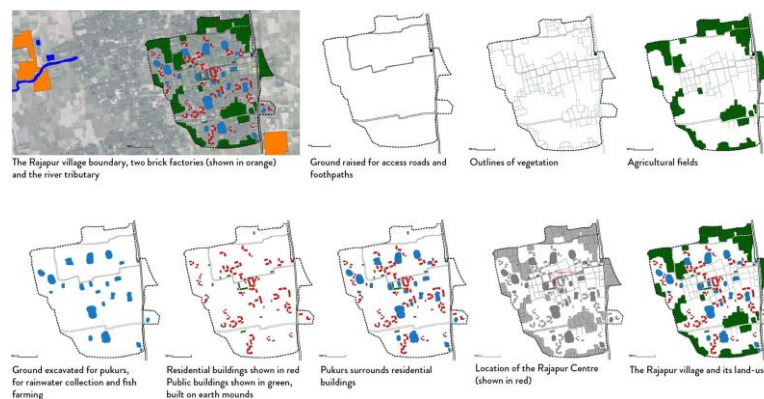 The Rajapur village boundary, two brick factories (shown in orange)
and the river tributary
Ground raised for access roads and
footpaths
Outlines of vegetation
Agricultural fields
Ground excavated for pukurs,
for rainwater collection and fish
farming
Residential buildings shown in red
Public buildings shown in green,
built on earth mounds
Pukurs surrounds residential
buildings
Location of the Rajapur Centre
(shown in red)
The Rajapur village and its land-us